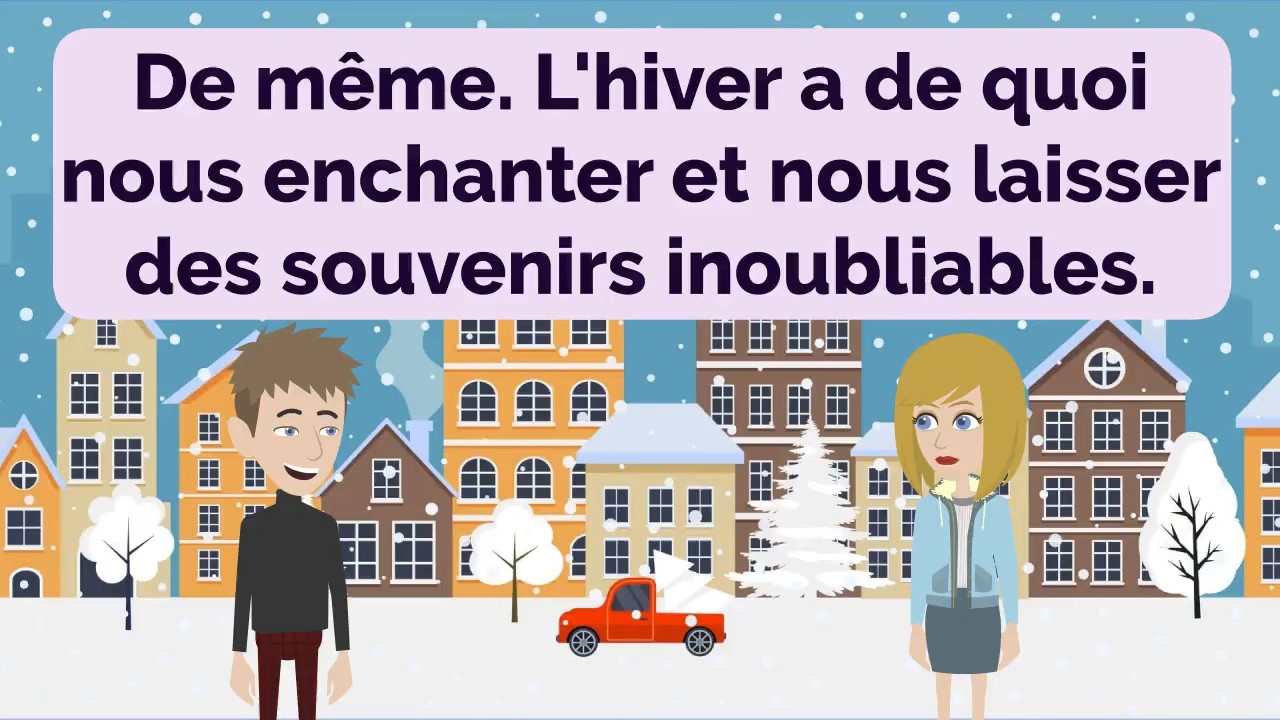 De même. L'hiver a de quoi
nous enchanter et nous laisser
des souvenirs inoubliables.